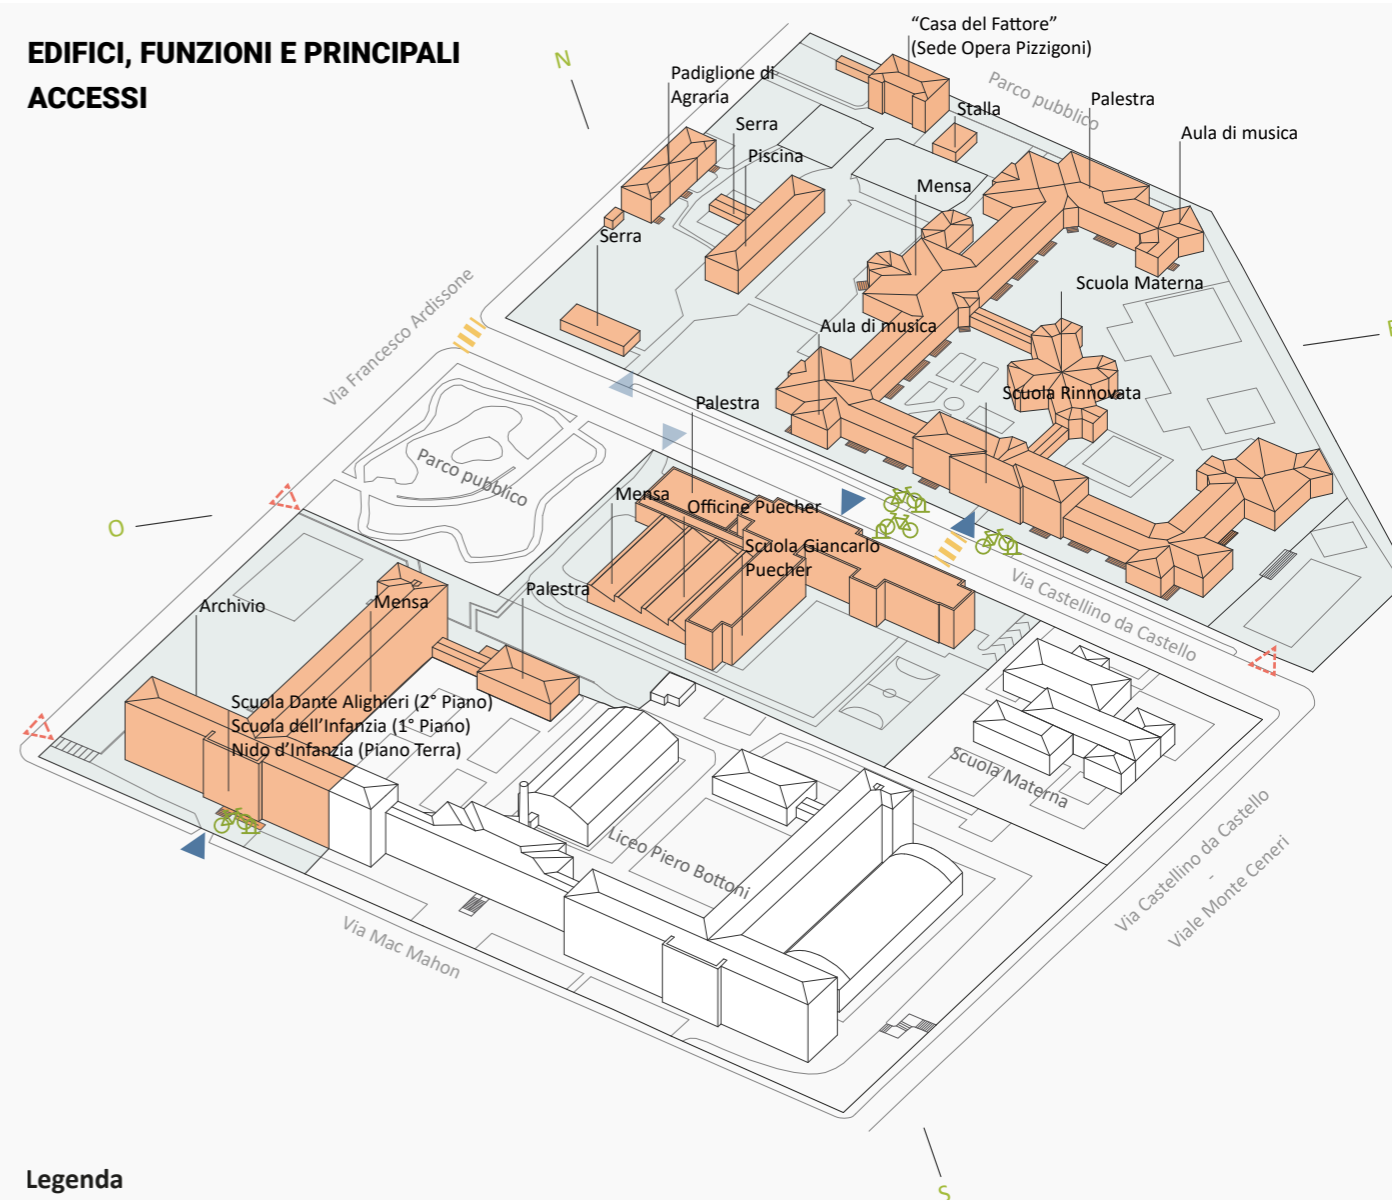 EDIFICI, FUNZIONI E PRINCIPALI
ACCESSI
N
“Casa del Fattore”
(Sede Opera Pizzigoni)
Parco pubblico
Padiglione di
Agraria
Stalla
Palestra
Serra
Aula di musica
Piscina
Mensa
Serra
Scuola Materna
Via Francesco Ardissone
Aula di musica
E
Scuola Rinnovata
Palestra
Parco pubblico
Mensa
Officine Puecher
O
Scuola Giancarlo
Puecher
Palestra
Via Castellino da Castello
Archivio
Mensa
Scuola Dante Alighieri (2° Piano)
Scuola dell’Infanzia (1° Piano)
Nido d’Infanzia (Piano Terra)
Scuola Materna
Liceo Piero Bottoni
Via Castellino da Castello
-
Viale Monte Ceneri
Via Mac Mahon
Legenda
S